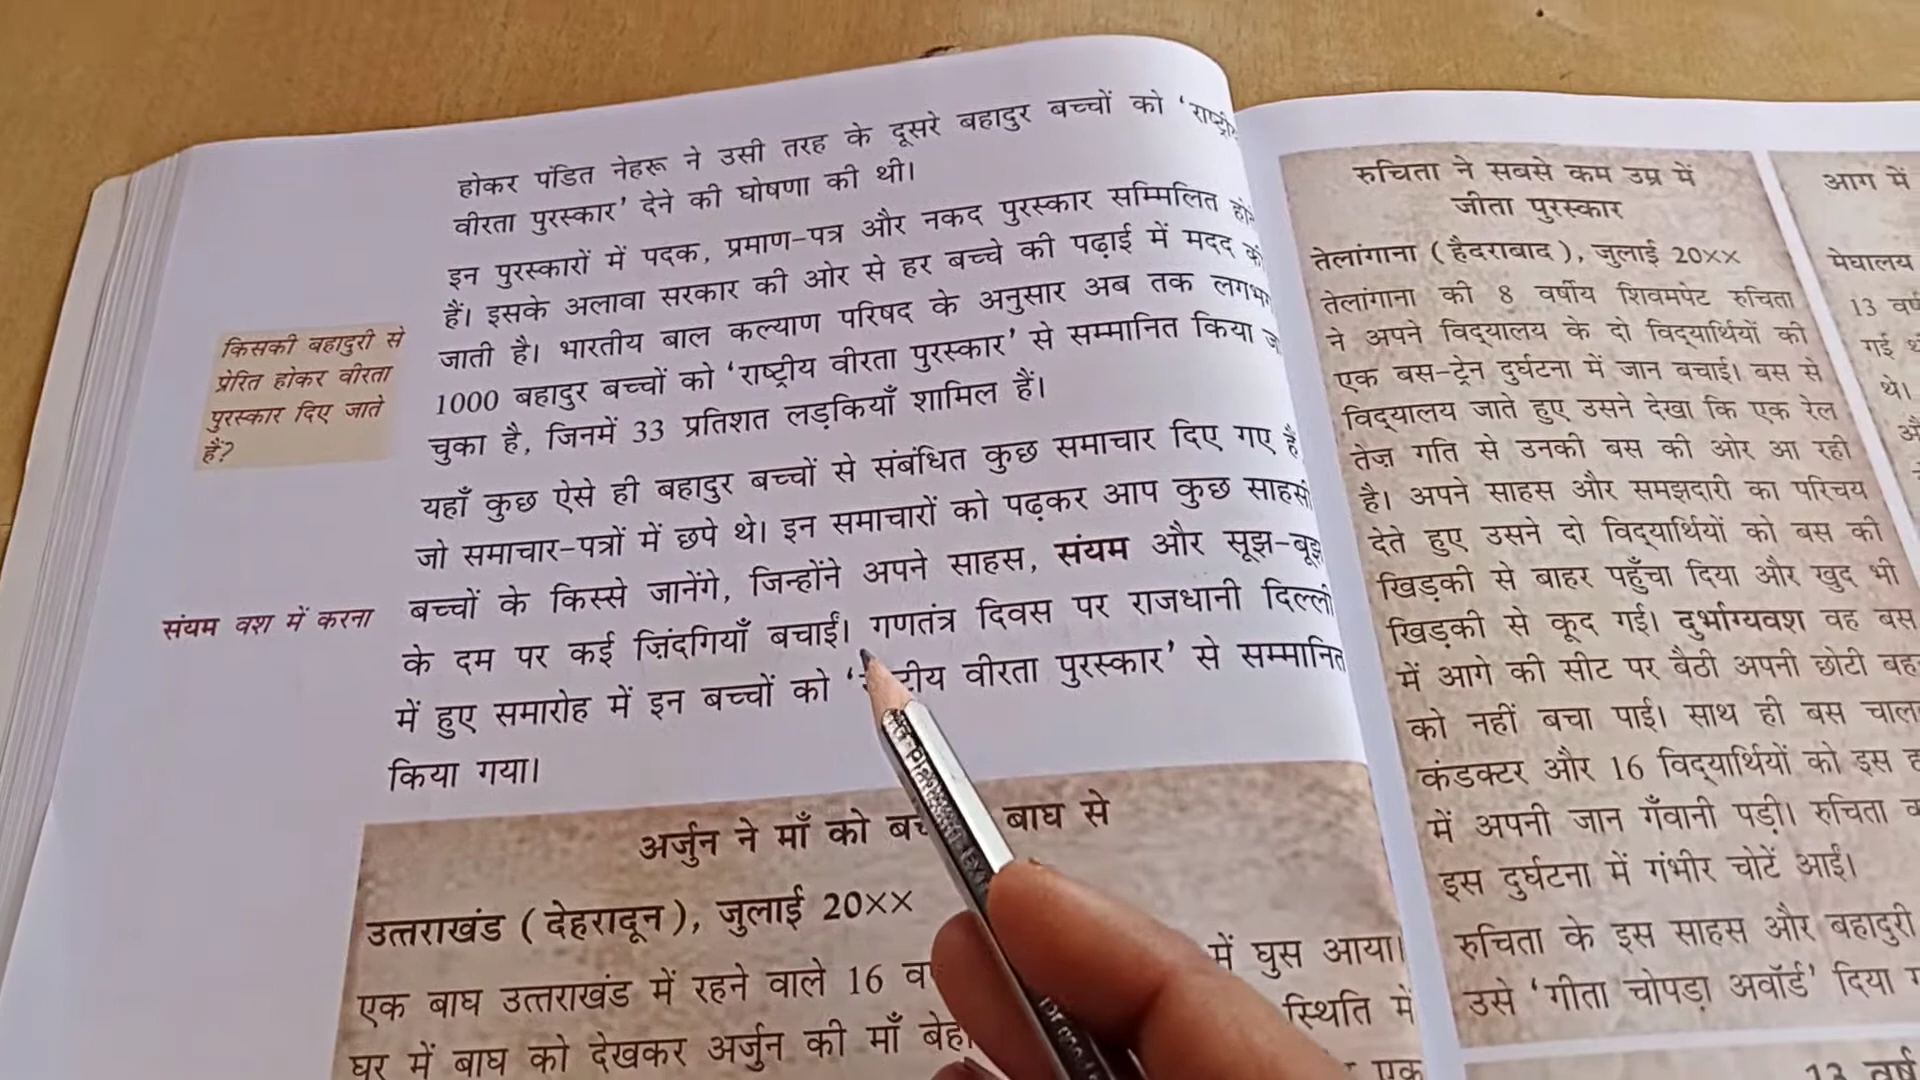 होकर पंडित नेहरू ने उसी तरह के दूसरे बहादुर बच्चों को ‘राष्ट्रीय
वीरता पुरस्कार’ देने की घोषणा की थी।
इन पुरस्कारों में पदक, प्रमाण-पत्र और नकद पुरस्कार सम्मिलित होते
हैं। इसके अलावा सरकार की ओर से हर बच्चे की पढ़ाई में मदद की
जाती है। भारतीय बाल कल्याण परिषद के अनुसार अब तक लगभग
1000 बहादुर बच्चों को ‘राष्ट्रीय वीरता पुरस्कार’ से सम्मानित किया जा
चुका है, जिनमें 33 प्रतिशत लड़कियाँ शामिल हैं।
किसकी बहादुरी से
प्रेरित होकर वीरता
पुरस्कार दिए जाते
हैं?
यहाँ कुछ ऐसे ही बहादुर बच्चों से संबंधित कुछ समाचार दिए गए हैं
जो समाचार-पत्रों में छपे थे। इन समाचारों को पढ़कर आप कुछ साहसी
बच्चों के किस्से जानेंगे, जिन्होंने अपने साहस, संयम और सूझ-बूझ
के दम पर कई ज़िंदगियाँ बचाईं। गणतंत्र दिवस पर राजधानी दिल्ली
में हुए समारोह में इन बच्चों को ‘ वीरता पुरस्कार’ से सम्मानित
किया गया।
संयम वश में करना
अर्जुन ने माँ को बाघ से
उत्तराखंड (देहरादून), जुलाई 20××
एक बाघ उत्तराखंड में रहने वाले 16 में घुस आया।
घर में बाघ को देखकर अर्जुन की माँ स्थिति में
एक
रुचिता ने सबसे कम उम्र में
जीता पुरस्कार
तेलांगाना (हैदराबाद), जुलाई 20××
तेलांगाना की 8 वर्षीय शिवमपेट रुचिता
ने अपने विद्यालय के दो विद्यार्थियों की
एक बस-ट्रेन दुर्घटना में जान बचाई। बस से
विद्यालय जाते हुए उसने देखा कि एक रेल
तेज़ गति से उनकी बस की ओर आ रही
है। अपने साहस और समझदारी का परिचय
देते हुए उसने दो विद्यार्थियों को बस की
खिड़की से बाहर पहुँचा दिया और खुद भी
खिड़की से कूद गई। दुर्भाग्यवश वह बस
में आगे की सीट पर बैठी अपनी छोटी
को नहीं बचा पाई। साथ ही बस
कंडक्टर और 16 विद्यार्थियों को इस
में अपनी जान गँवानी पड़ी। रुचिता
इस दुर्घटना में गंभीर चोटें आईं।
रुचिता के इस साहस और बहादुरी
उसे ‘गीता चोपड़ा अवॉर्ड’ दिया
आग में
मेघालय
13
गई
थे।
13 वर्ष